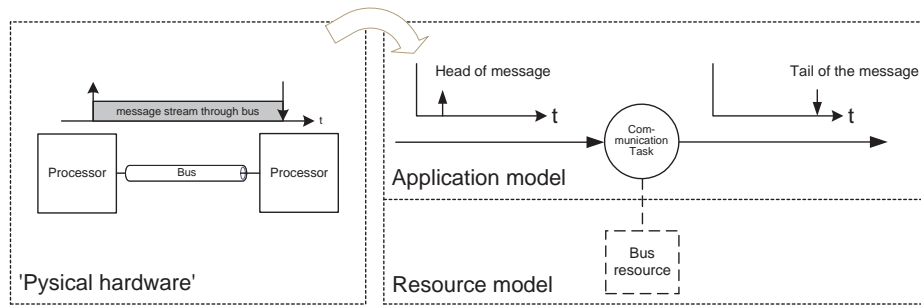 message stream through bus
t
Processor
Bus
Processor
'Pysical hardware'
Head of message
t
Tail of the message
t
Com-
munication
Task
Application model
Bus
resource
Resource model